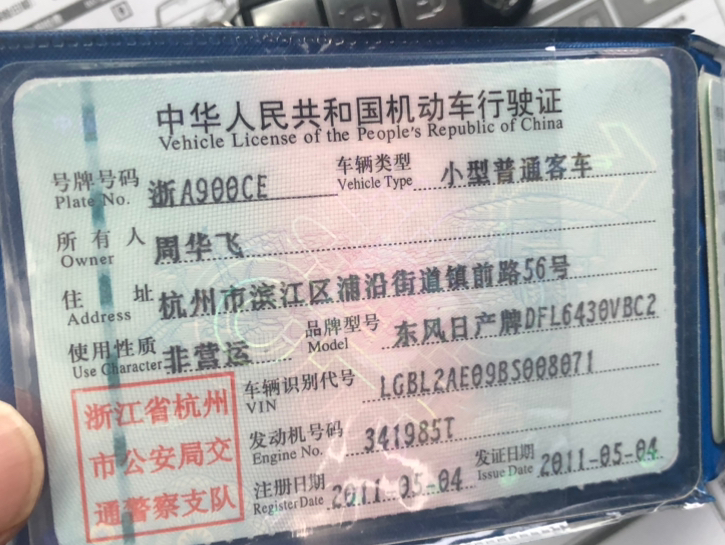 中华人民共和国机动车行驶证
Vehicle License of the People's Republic of China
号牌号码 浙A900CE 车辆类型 小型普通客车
Plate No. Vehicle Type
所有人 周华飞
Owner
住址 杭州市滨江区浦沿街道镇前路56号
Address
使用性质 非营运 品牌型号 东风日产牌DFL6430VBC2
Use Character Model
浙江省杭州
市公安局交
通警察支队
车辆识别代号 LGBL2AE09BS008071
VIN
发动机号码 341985T
Engine No.
注册日期 2011-05-04 发证日期 2011-05-04
Register Date Issue Date